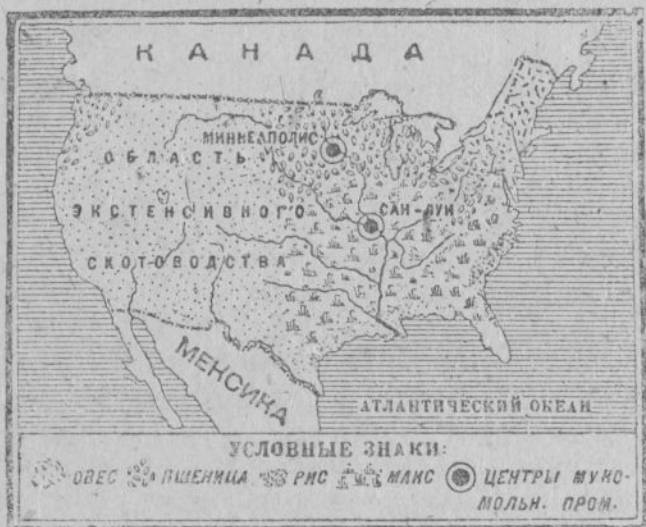 КАНАДА
МИННЕАПОЛИС
ОБЛАСТЬ
ЭКСТЕНСИВНОГО
САН-ЛУИ
СКОТОВОДСТВА
МЕКСИКА
АТЛАНТИЧЕСКИЙ ОКЕАН
УСЛОВНЫЕ ЗНАКИ:
ОВЕС ПШЕНИЦА РИС МАИС ЦЕНТРЫ МУКО-
МОЛЬН. ПРОМ.